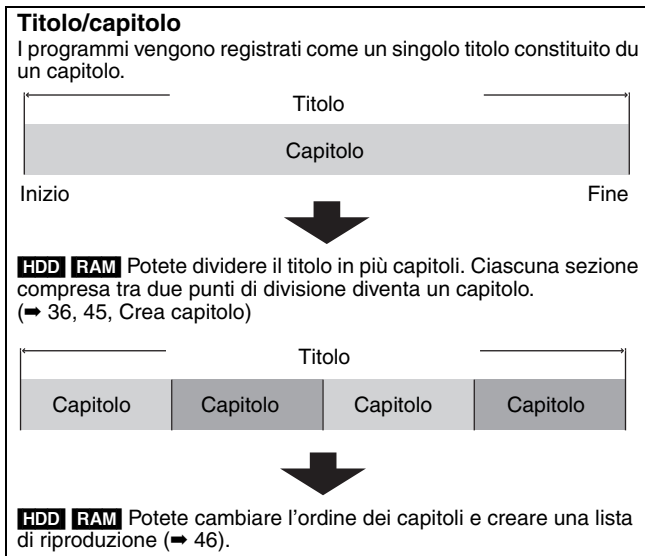 Titolo/capitolo
I programmi vengono registrati come un singolo titolo constituito du
un capitolo.
Titolo
Capitolo
Inizio Fine
HDD RAM Potete dividere il titolo in più capitoli. Ciascuna sezione
compresa tra due punti di divisione diventa un capitolo.
(➡ 36, 45, Crea capitolo)
Titolo
Capitolo Capitolo Capitolo Capitolo
HDD RAM Potete cambiare l’ordine dei capitoli e creare una lista
di riproduzione (➡ 46).